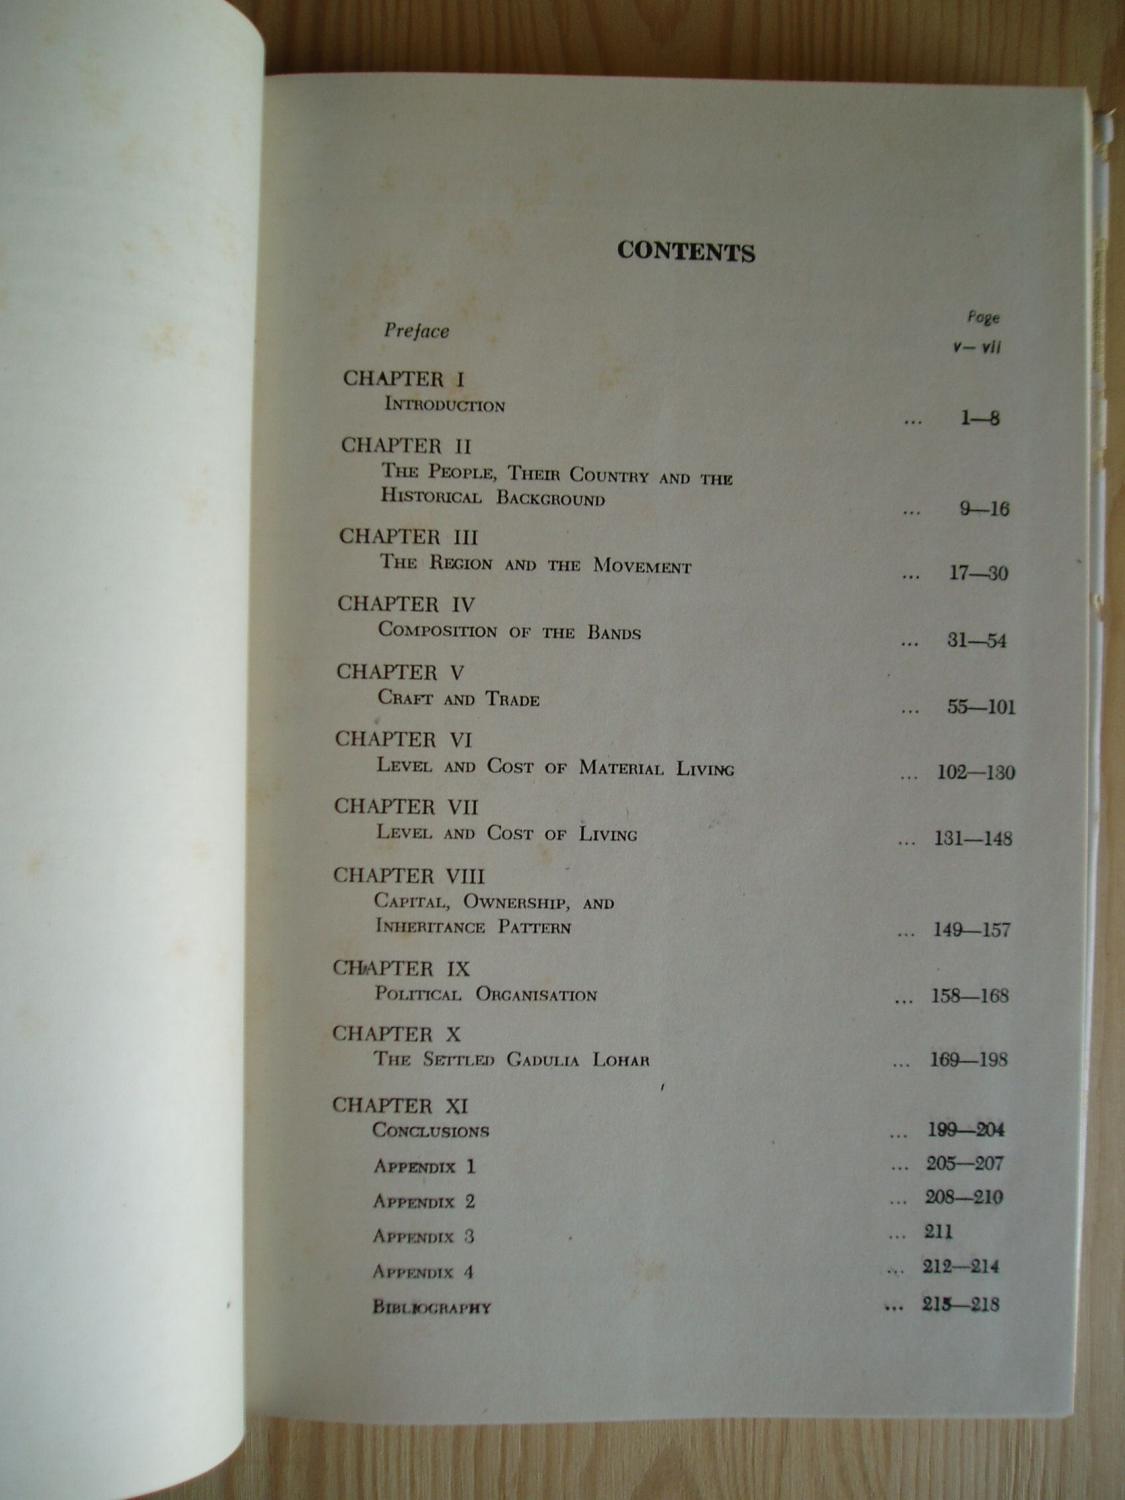 CONTENTS
Page
Preface v— vii
CHAPTER I
INTRODUCTION ... 1—8
CHAPTER II
THE PEOPLE, THEIR COUNTRY AND THE
HISTORICAL BACKGROUND ... 9—16
CHAPTER III
THE REGION AND THE MOVEMENT ... 17—30
CHAPTER IV
COMPOSITION OF THE BANDS ... 31—54
CHAPTER V
CRAFT AND TRADE ... 55—101
CHAPTER VI
LEVEL AND COST OF MATERIAL LIVING ... 102—130
CHAPTER VII
LEVEL AND COST OF LIVING ... 131—148
CHAPTER VIII
CAPITAL, OWNERSHIP, AND
INHERITANCE PATTERN ... 149—157
CHAPTER IX
POLITICAL ORGANISATION ... 158—168
CHAPTER X
THE SETTLED GADULIA LOHAR ... 169—198
CHAPTER XI
CONCLUSIONS ... 199—204
APPENDIX 1 ... 205—207
APPENDIX 2 ... 208—210
APPENDIX 3 ... 211
APPENDIX 4 ... 212—214
BIBLIOGRAPHY ... 215—218